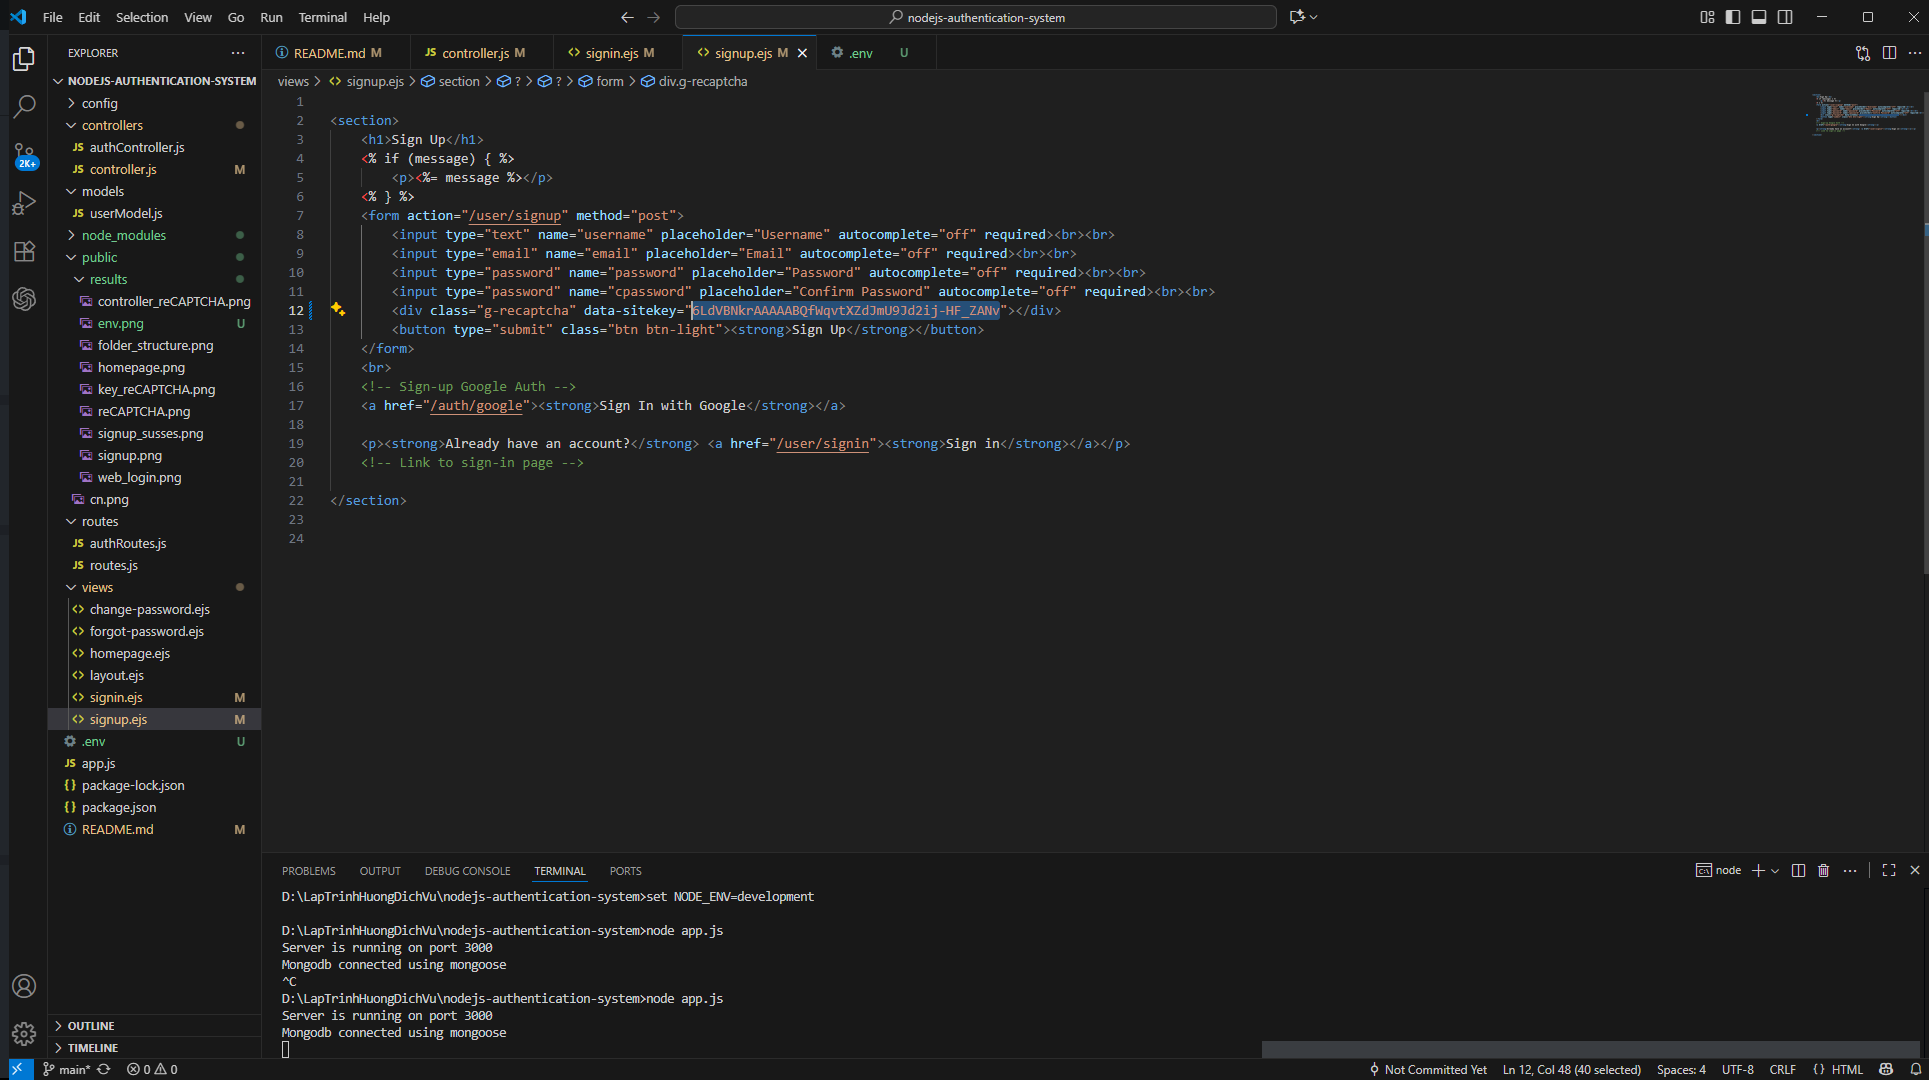 File Edit Selection View Go Run Terminal Help
nodejs-authentication-system
EXPLORER
NODEJS-AUTHENTICATION-SYSTEM
config
controllers
JS authController.js
JS controller.js M
models
JS userModel.js
node_modules
public
results
controller_reCAPTCHA.png
env.png U
folder_structure.png
homepage.png
key_reCAPTCHA.png
reCAPTCHA.png
signup_susses.png
signup.png
web_login.png
cn.png
routes
JS authRoutes.js
JS routes.js
views
change-password.ejs
forgot-password.ejs
homepage.ejs
layout.ejs
signin.ejs M
signup.ejs M
.env U
JS app.js
{} package-lock.json
{} package.json
README.md M
OUTLINE
TIMELINE
2K+
README.md M JS controller.js M signin.ejs M signup.ejs M .env U
views > signup.ejs > section > ? > ? > form > div.g-recaptcha
1
2 <section>
3 <h1>Sign Up</h1>
4 <% if (message) { %>
5 <p><%= message %></p>
6 <% } %>
7 <form action="/user/signup" method="post">
8 <input type="text" name="username" placeholder="Username" autocomplete="off" required><br><br>
9 <input type="email" name="email" placeholder="Email" autocomplete="off" required><br><br>
10 <input type="password" name="password" placeholder="Password" autocomplete="off" required><br><br>
11 <input type="password" name="cpassword" placeholder="Confirm Password" autocomplete="off" required><br><br>
12 <div class="g-recaptcha" data-sitekey="6LdVBNkrAAAAABQfWqvtXZdJmU9Jd2ij-HF_ZANv"></div>
13 <button type="submit" class="btn btn-light"><strong>Sign Up</strong></button>
14 </form>
15 <br>
16 <!-- Sign-up Google Auth -->
17 <a href="/auth/google"><strong>Sign In with Google</strong></a>
18
19 <p><strong>Already have an account?</strong> <a href="/user/signin"><strong>Sign in</strong></a></p>
20 <!-- Link to sign-in page -->
21
22 </section>
23
24
PROBLEMS OUTPUT DEBUG CONSOLE TERMINAL PORTS
node
D:\LapTrinhHuongDichVu\nodejs-authentication-system>set NODE_ENV=development
D:\LapTrinhHuongDichVu\nodejs-authentication-system>node app.js
Server is running on port 3000
Mongodb connected using mongoose
^C
D:\LapTrinhHuongDichVu\nodejs-authentication-system>node app.js
Server is running on port 3000
Mongodb connected using mongoose
main* 0 0
Not Committed Yet Ln 12, Col 48 (40 selected) Spaces: 4 UTF-8 CRLF {} HTML